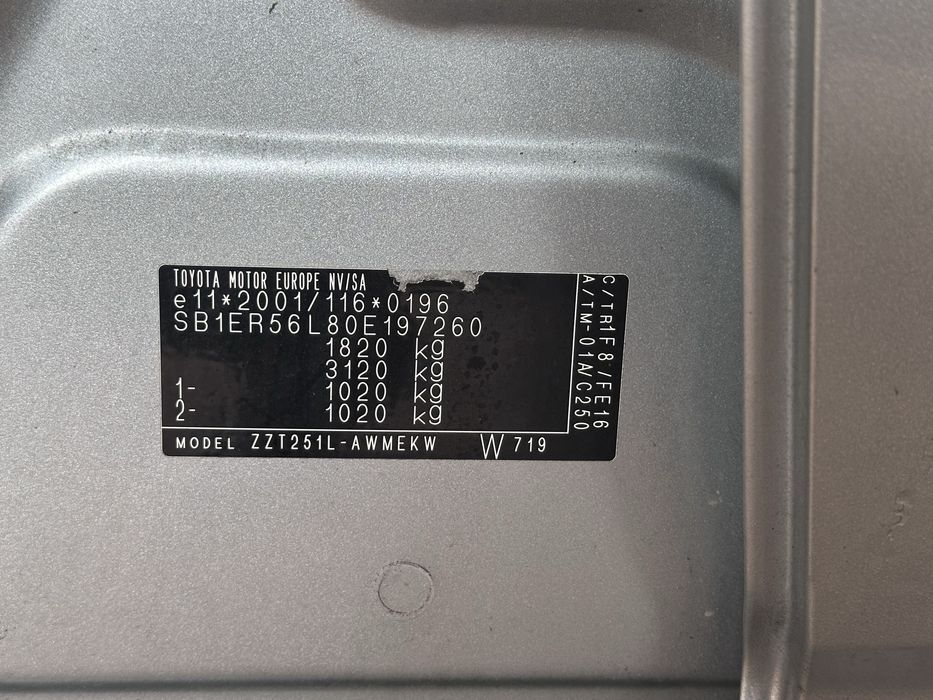 TOYOTA MOTOR EUROPE NV/SA
e11*2001/116*0196
SB1ER56L80E197260
1820 kg
3120 kg
1- 1020 kg
2- 1020 kg
MODEL ZZT251L-AWMEKW W 719
C/TR1F8/FE16
A/TM-01A/C250